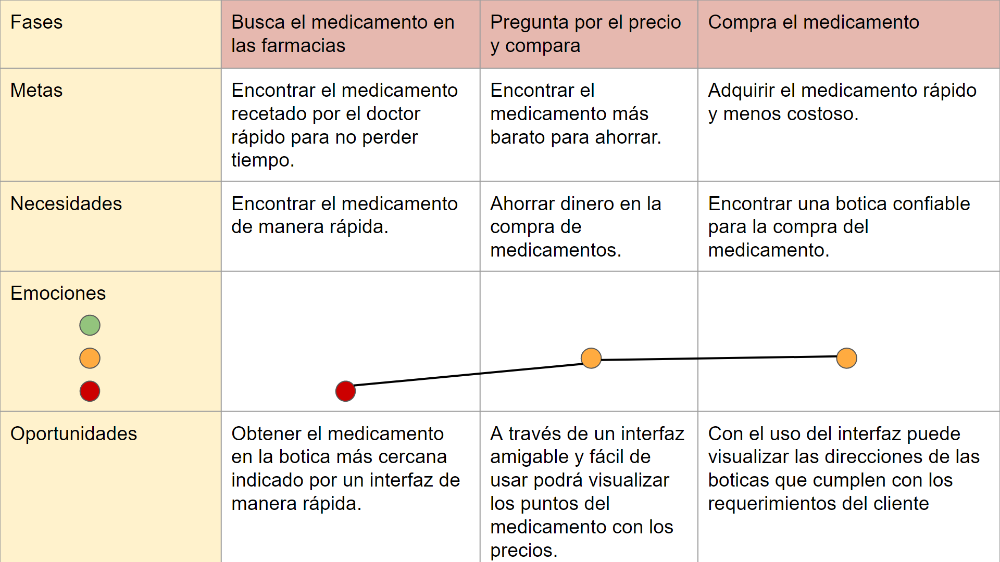 Fases
Busca el medicamento en
las farmacias
Pregunta por el precio
y compara
Compra el medicamento
Metas
Encontrar el medicamento
recetado por el doctor
rápido para no perder
tiempo.
Encontrar el
medicamento más
barato para ahorrar.
Adquirir el medicamento rápido
y menos costoso.
Necesidades
Encontrar el medicamento
de manera rápida.
Ahorrar dinero en la
compra de
medicamentos.
Encontrar una botica confiable
para la compra del
medicamento.
Emociones
Oportunidades
Obtener el medicamento
en la botica más cercana
indicado por un interfaz de
manera rápida.
A través de un interfaz
amigable y fácil de
usar podrá visualizar
los puntos del
medicamento con los
precios.
Con el uso del interfaz puede
visualizar las direcciones de las
boticas que cumplen con los
requerimientos del cliente